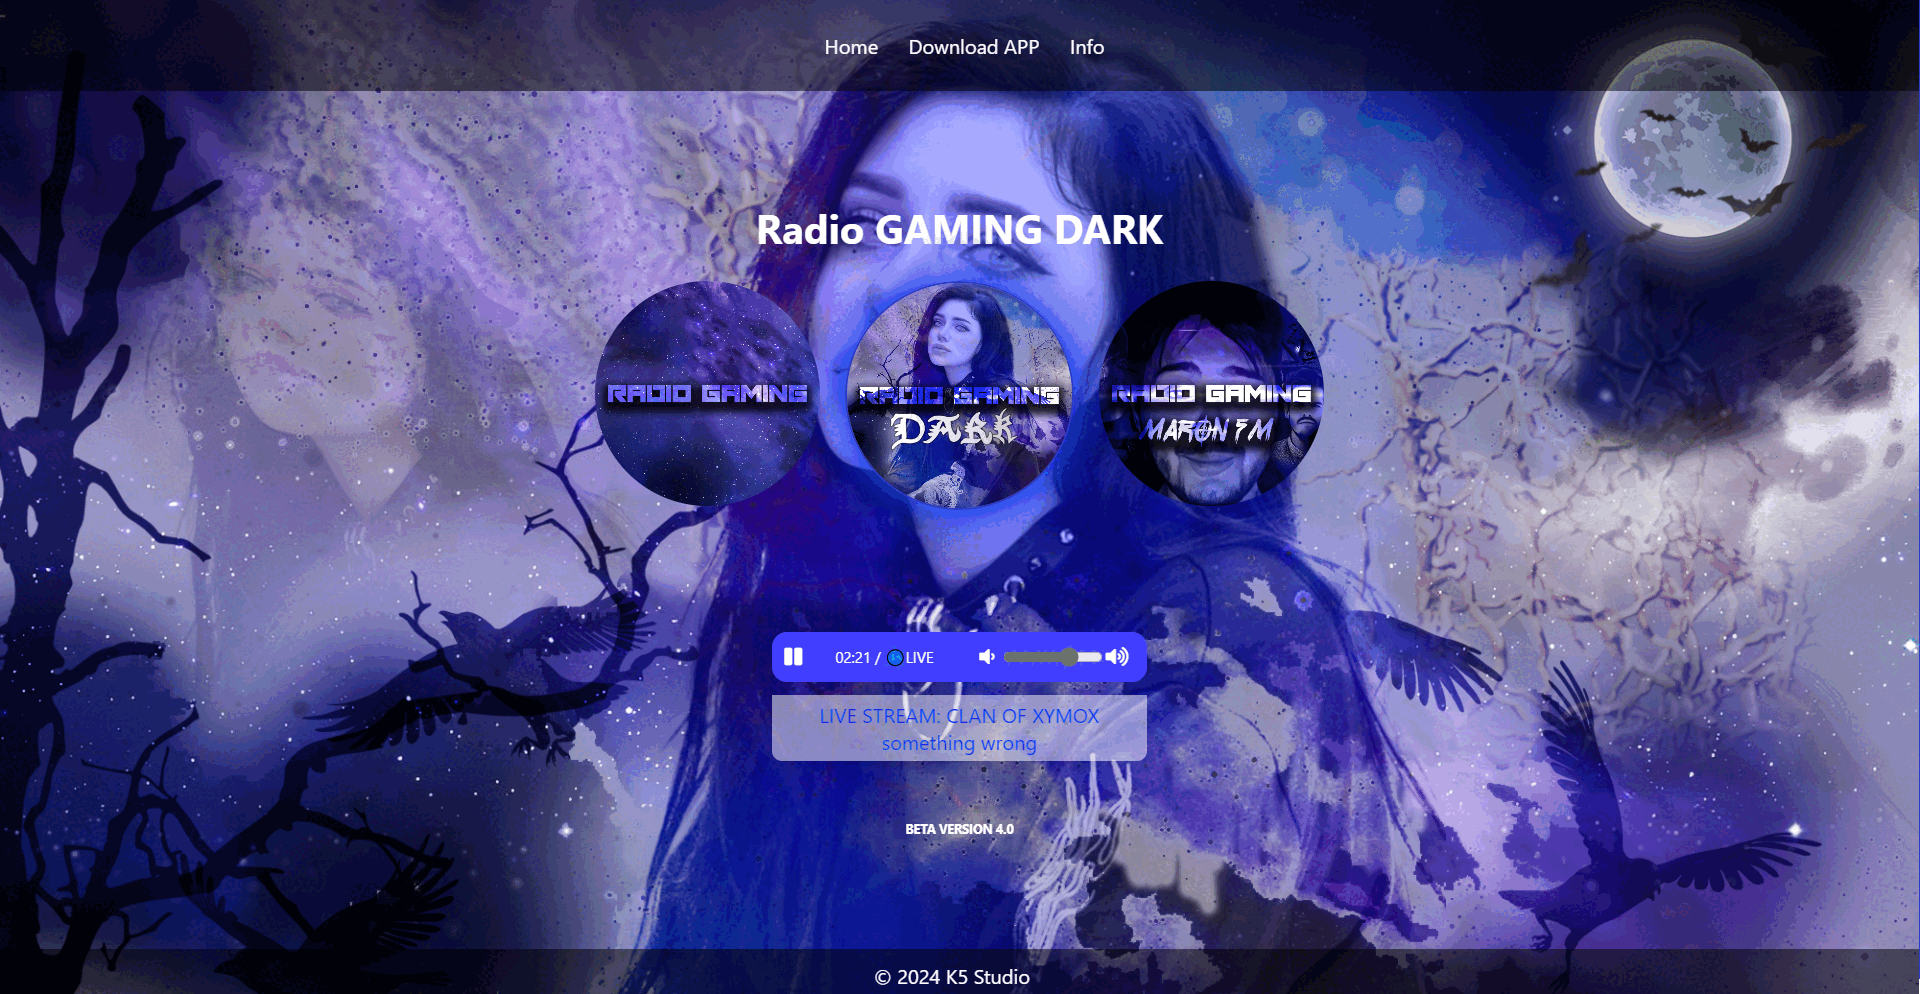 Home Download APP Info
Radio GAMING DARK
RADIO GAMING
RADIO GAMING
DARK
RADIO GAMING
MARON FM
02:21 / LIVE
LIVE STREAM: CLAN OF XYMOX
something wrong
BETA VERSION 4.0
© 2024 K5 Studio